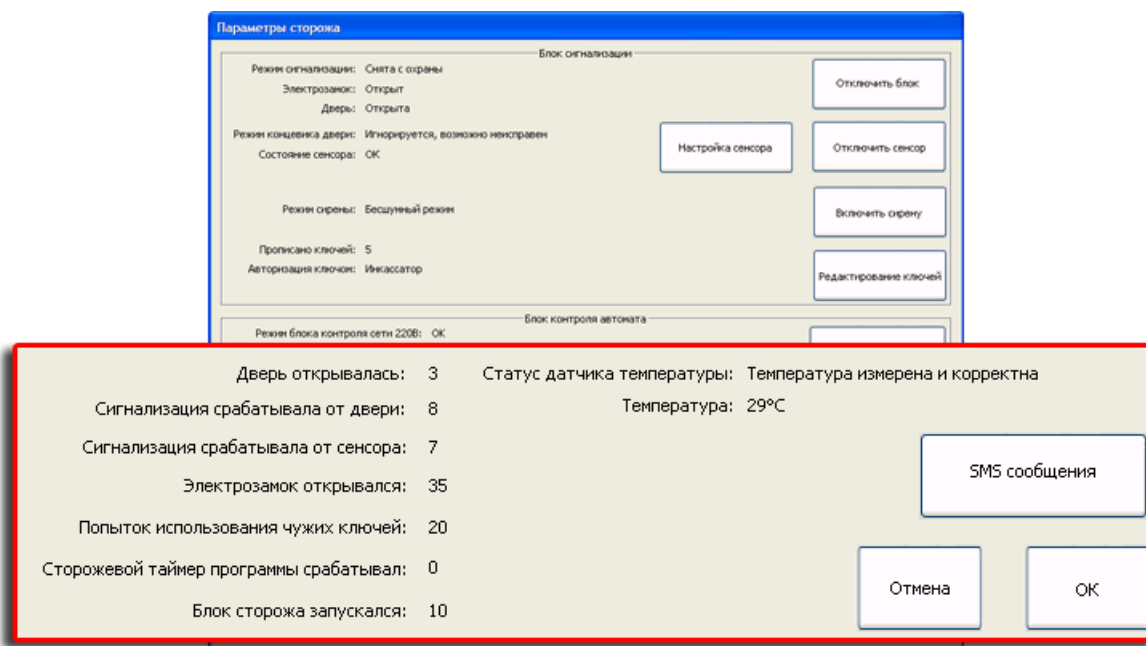 Параметры сторожа
Блок сигнализации
Режим сигнализации: Снята с охраны
Отключить блок
Электрозамок: Открыт
Дверь: Открыта
Режим концевика двери: Игнорируется, возможно неисправен
Настройка сенсора
Отключить сенсор
Состояние сенсора: ОК
Режим сирены: Бесшумный режим
Включить сирену
Прописано ключей: 5
Авторизация ключом: Инкассатор
Редактирование ключей
Блок контроля автомата
Режим блока контроля сети 220В: ОК
Дверь открывалась: 3 Статус датчика температуры: Температура измерена и корректна
Сигнализация срабатывала от двери: 8 Температура: 29°C
Сигнализация срабатывала от сенсора: 7
SMS сообщения
Электрозамок открывался: 35
Попыток использования чужих ключей: 20
Сторожевой таймер программы срабатывал: 0
Отмена ОК
Блок сторожа запускался: 10